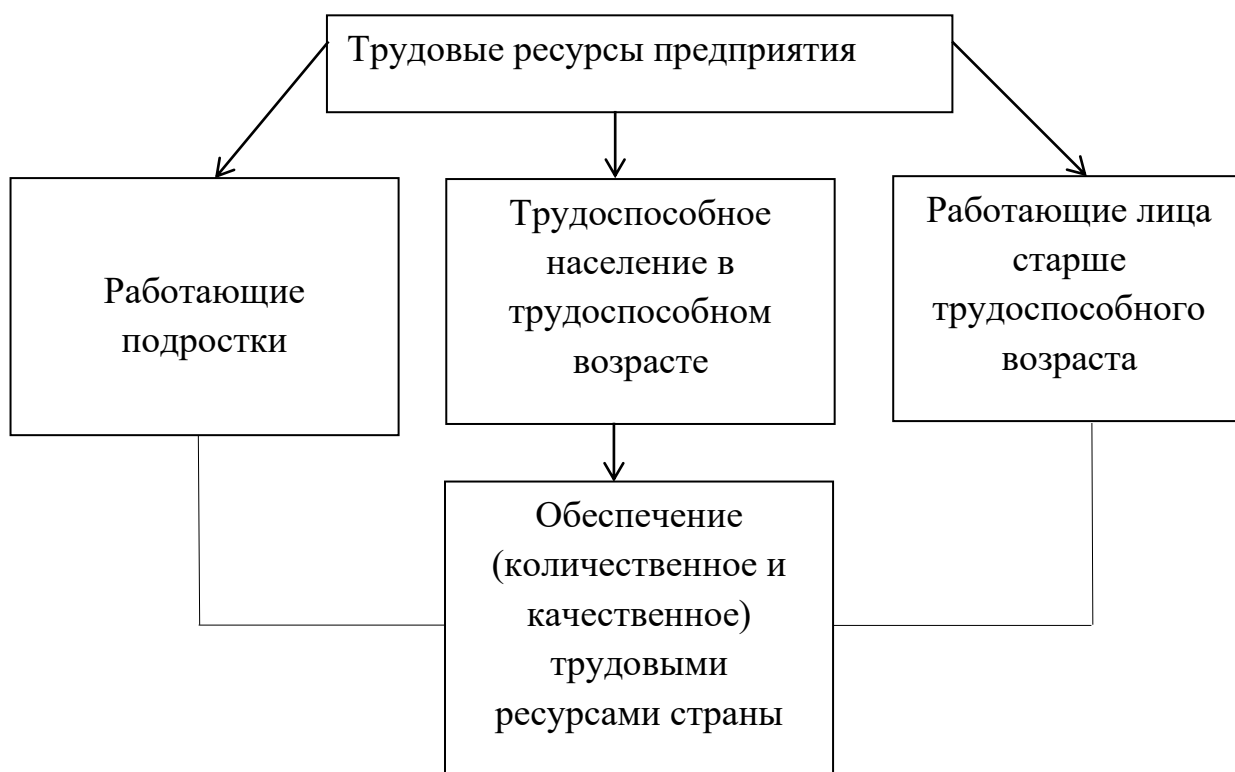 Трудовые ресурсы предприятия
Работающие
подростки
Трудоспособное
население в
трудоспособном
возрасте
Работающие лица
старше
трудоспособного
возраста
Обеспечение
(количественное и
качественное)
трудовыми
ресурсами страны